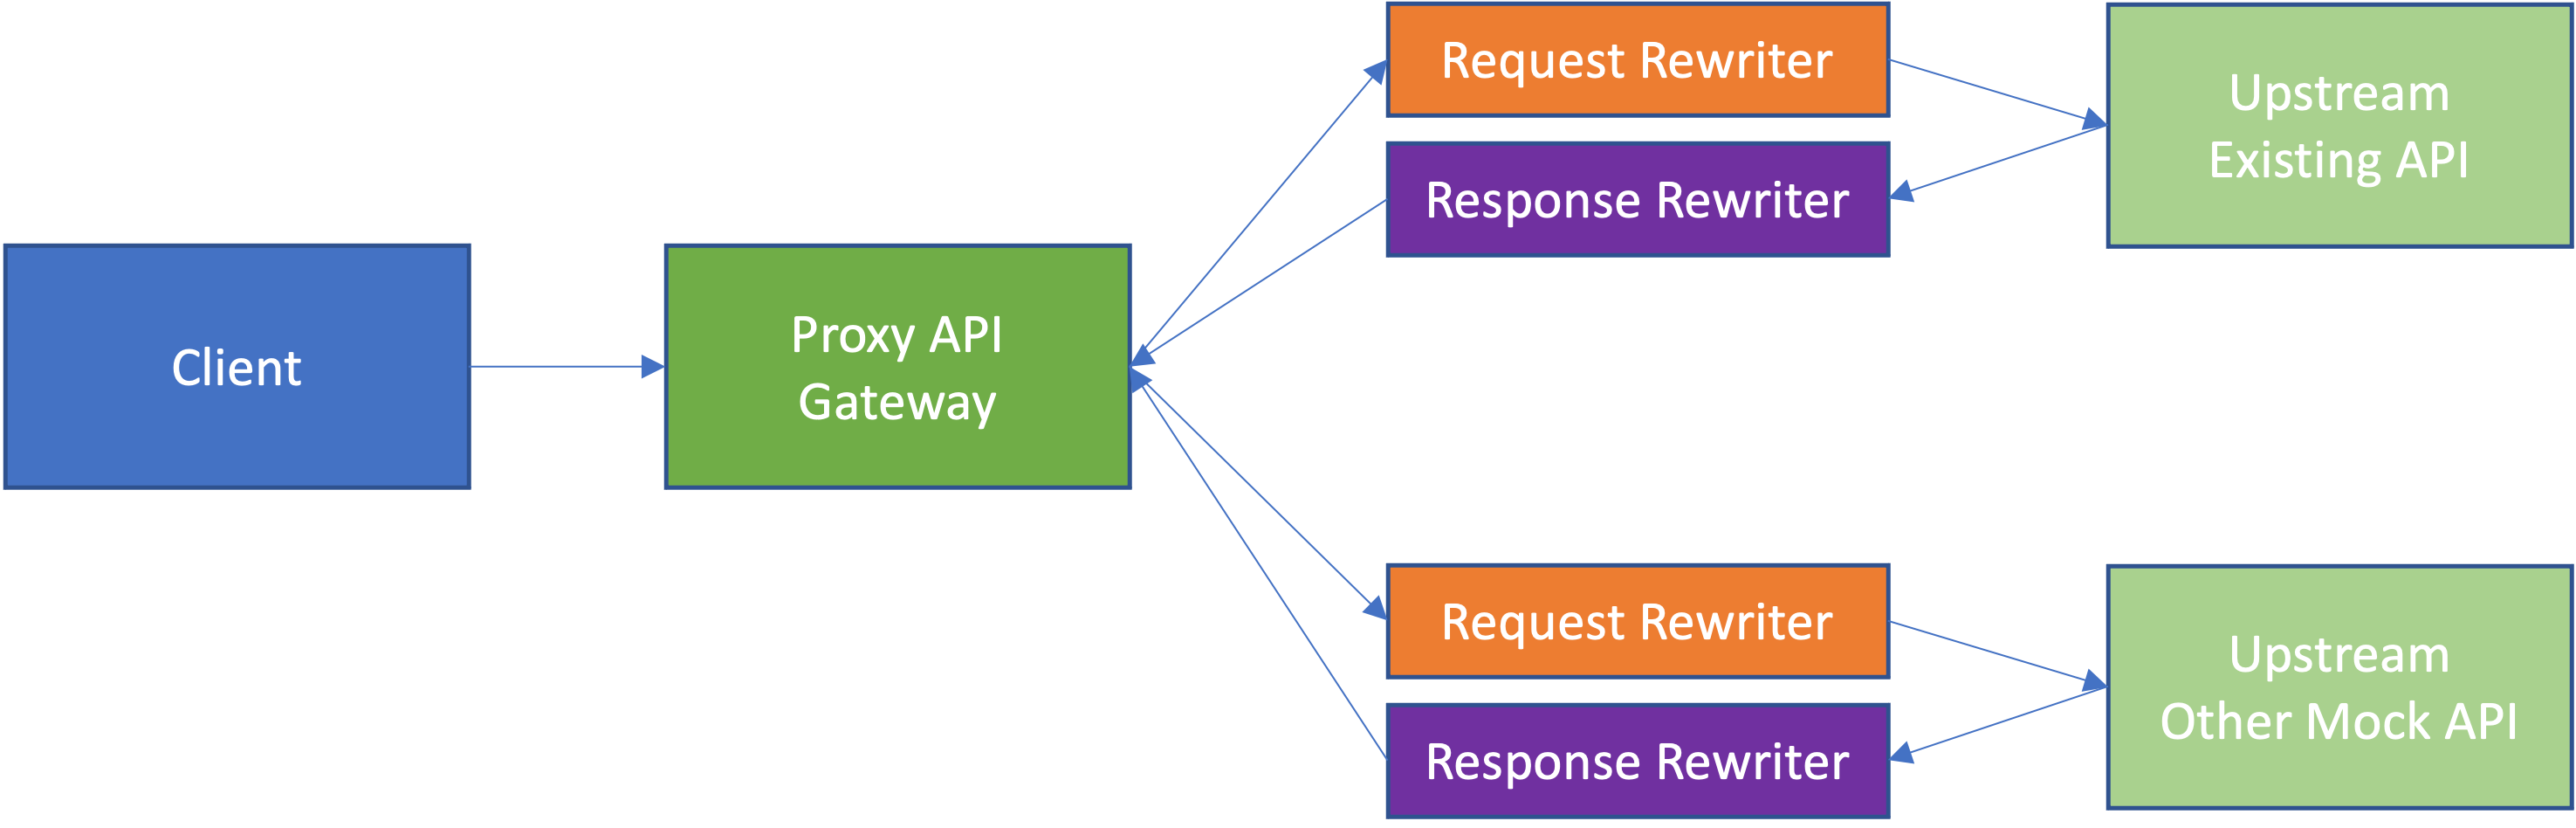 Client
Proxy API
Gateway
Request Rewriter
Response Rewriter
Upstream
Existing API
Request Rewriter
Response Rewriter
Upstream
Other Mock API